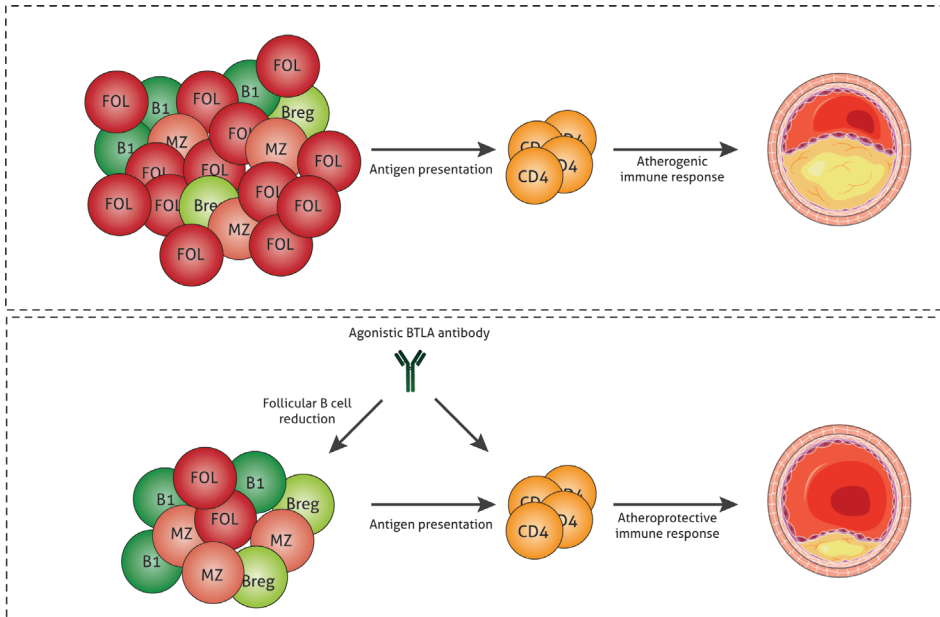 FOL
B1
FOL
FOL
B1
Breg
FOL
MZ
B1
MZ
FOL
FOL
FOL
FOL
FOL
FOL
Breg
FOL
MZ
FOL
FOL
Antigen presentation
CD4
Atherogenic
immune response
Agonistic BTLA antibody
Follicular B cell
reduction
FOL
B1
B1
Breg
FOL
MZ
MZ
B1
MZ
Breg
Antigen presentation
CD4
Atheroprotective
immune response